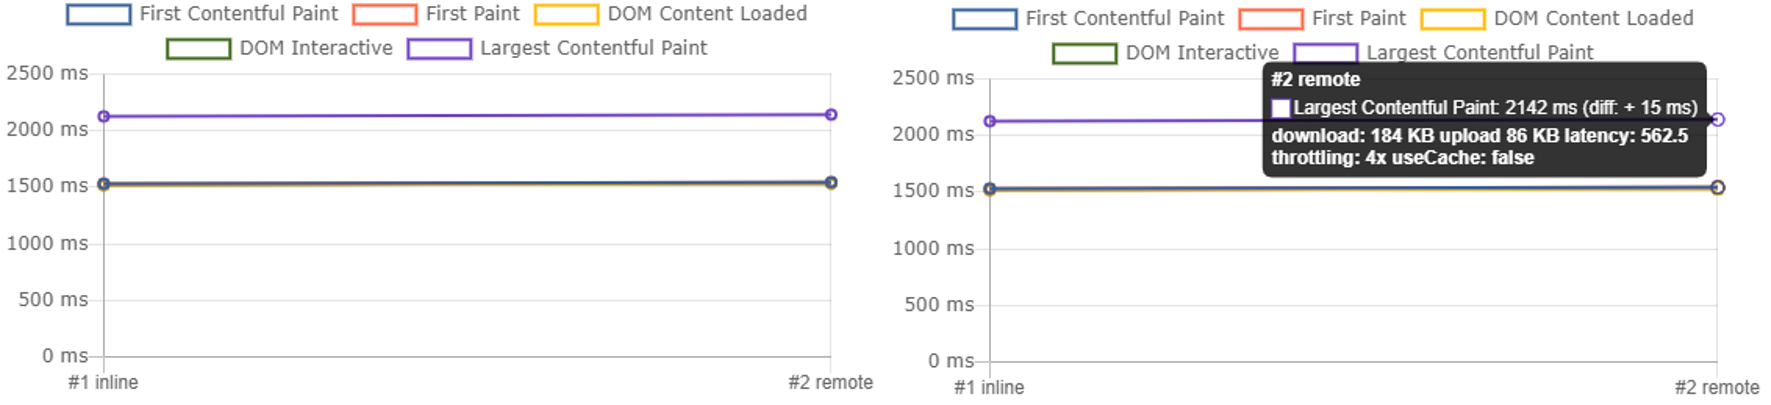 First Contentful Paint First Paint DOM Content Loaded
DOM Interactive Largest Contentful Paint
2500 ms
2000 ms
1500 ms
1000 ms
500 ms
0 ms
#1 inline #2 remote
First Contentful Paint First Paint DOM Content Loaded
DOM Interactive Largest Contentful Paint
2500 ms
#2 remote
Largest Contentful Paint: 2142 ms (diff: + 15 ms)
2000 ms
download: 184 KB upload 86 KB latency: 562.5
throttling: 4x useCache: false
1500 ms
1000 ms
500 ms
0 ms
#1 inline #2 remote